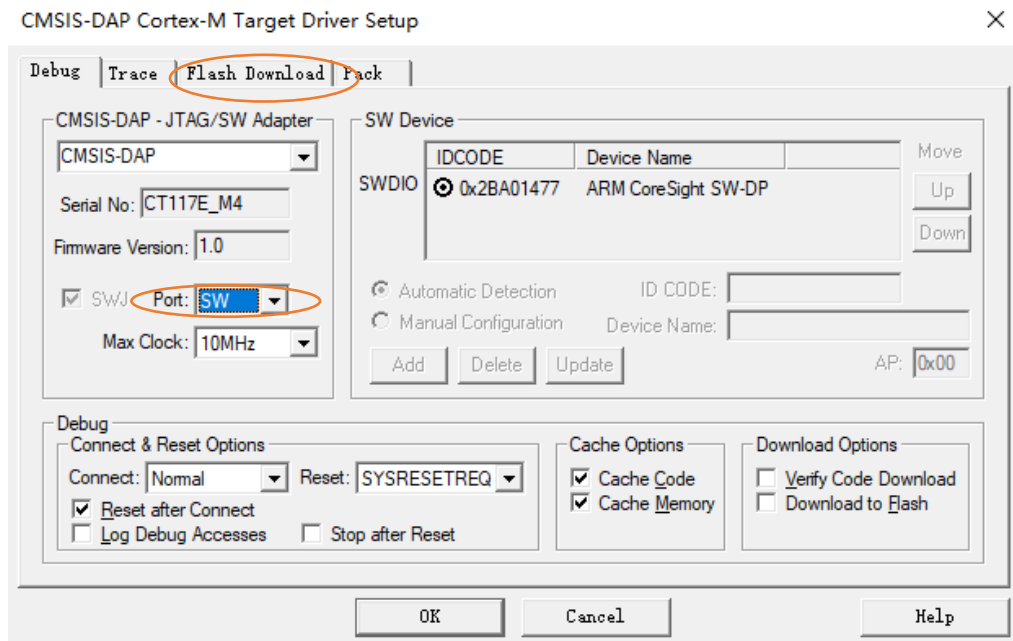 CMSIS-DAP Cortex-M Target Driver Setup
Debug Trace Flash Download Pack
CMSIS-DAP - JTAG/SW Adapter
CMSIS-DAP
Serial No: CT117E_M4
Firmware Version: 1.0
SWJ Port: SW
Max Clock: 10MHz
SW Device
IDCODE Device Name
SWDIO 0x2BA01477 ARM CoreSight SW-DP
Move
Up
Down
Automatic Detection ID CODE:
Manual Configuration Device Name:
Add Delete Update AP: 0x00
Debug
Connect & Reset Options
Connect: Normal Reset: SYSRESETREQ
Reset after Connect
Log Debug Accesses Stop after Reset
Cache Options
Cache Code
Cache Memory
Download Options
Verify Code Download
Download to Flash
OK Cancel Help